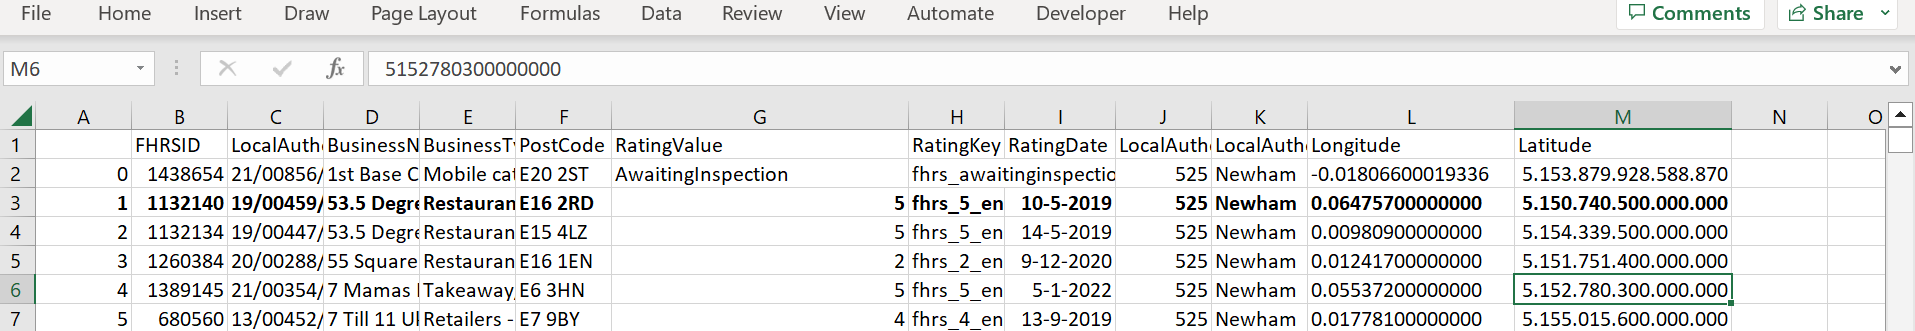 File Home Insert Draw Page Layout Formulas Data Review View Automate Developer Help Comments Share
M6 fx 5152780300000000
A B C D E F G H I J K L M N O
1 FHRSID LocalAuth BusinessN BusinessTy PostCode RatingValue RatingKey RatingDate LocalAuth LocalAuth Longitude Latitude
2 0 1438654 21/00856/ 1st Base C Mobile cat E20 2ST AwaitingInspection fhrs_awaitinginspectio 525 Newham -0.01806600019336 5.153.879.928.588.870
3 1 1132140 19/00459/ 53.5 Degre Restauran E16 2RD 5 fhrs_5_en 10-5-2019 525 Newham 0.06475700000000 5.150.740.500.000.000
4 2 1132134 19/00447/ 53.5 Degre Restauran E15 4LZ 5 fhrs_5_en 14-5-2019 525 Newham 0.00980900000000 5.154.339.500.000.000
5 3 1260384 20/00288/ 55 Square Restauran E16 1EN 2 fhrs_2_en 9-12-2020 525 Newham 0.01241700000000 5.151.751.400.000.000
6 4 1389145 21/00354/ 7 Mamas Takeaway, E6 3HN 5 fhrs_5_en 5-1-2022 525 Newham 0.05537200000000 5.152.780.300.000.000
7 5 680560 13/00452/ 7 Till 11 Retailers - E7 9BY 4 fhrs_4_en 13-9-2019 525 Newham 0.01778100000000 5.155.015.600.000.000